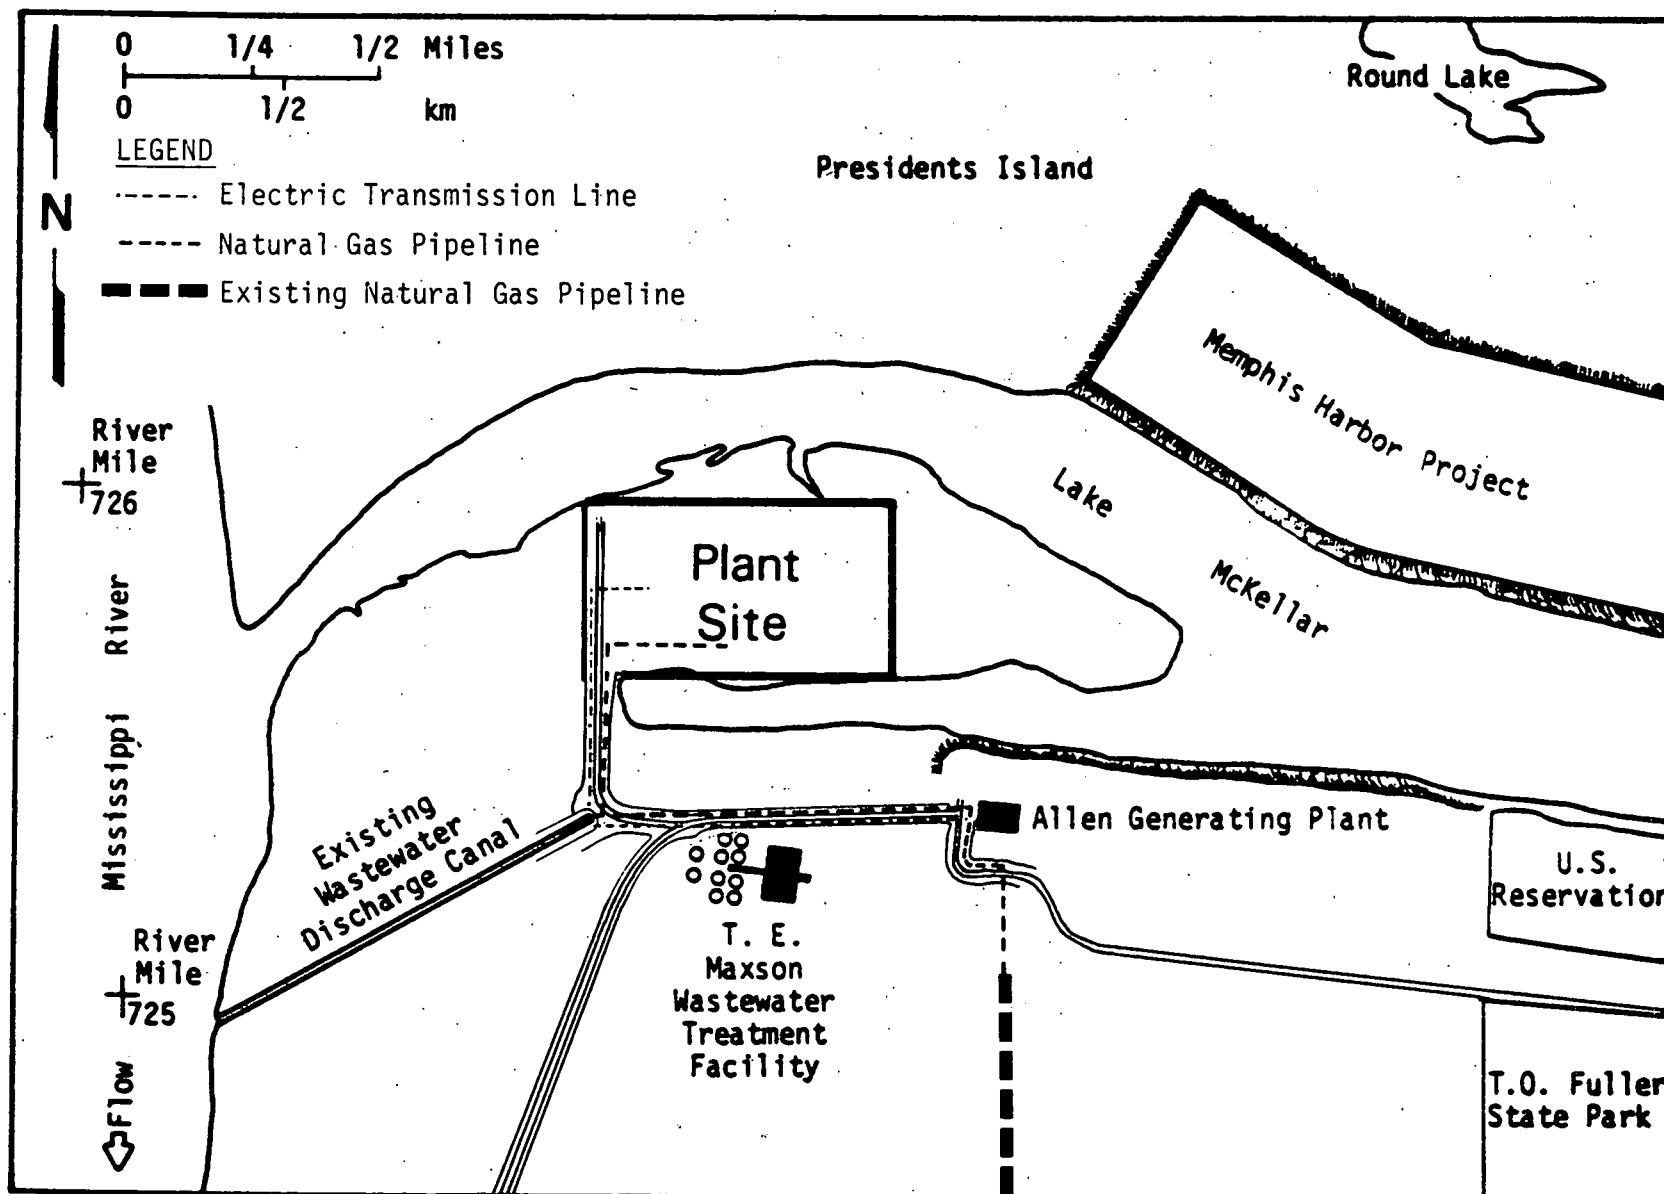 0 1/4 1/2 Miles
0 1/2 km
LEGEND
Electric Transmission Line
Natural Gas Pipeline
Existing Natural Gas Pipeline
N
Round Lake
Presidents Island
Memphis Harbor Project
River
Mile
726
Lake
McKellar
Plant
Site
Mississippi River
Existing
Wastewater
Discharge Canal
Allen Generating Plant
U.S.
Reservation
River
Mile
725
T. E.
Maxson
Wastewater
Treatment
Facility
Flow
T.O. Fuller
State Park